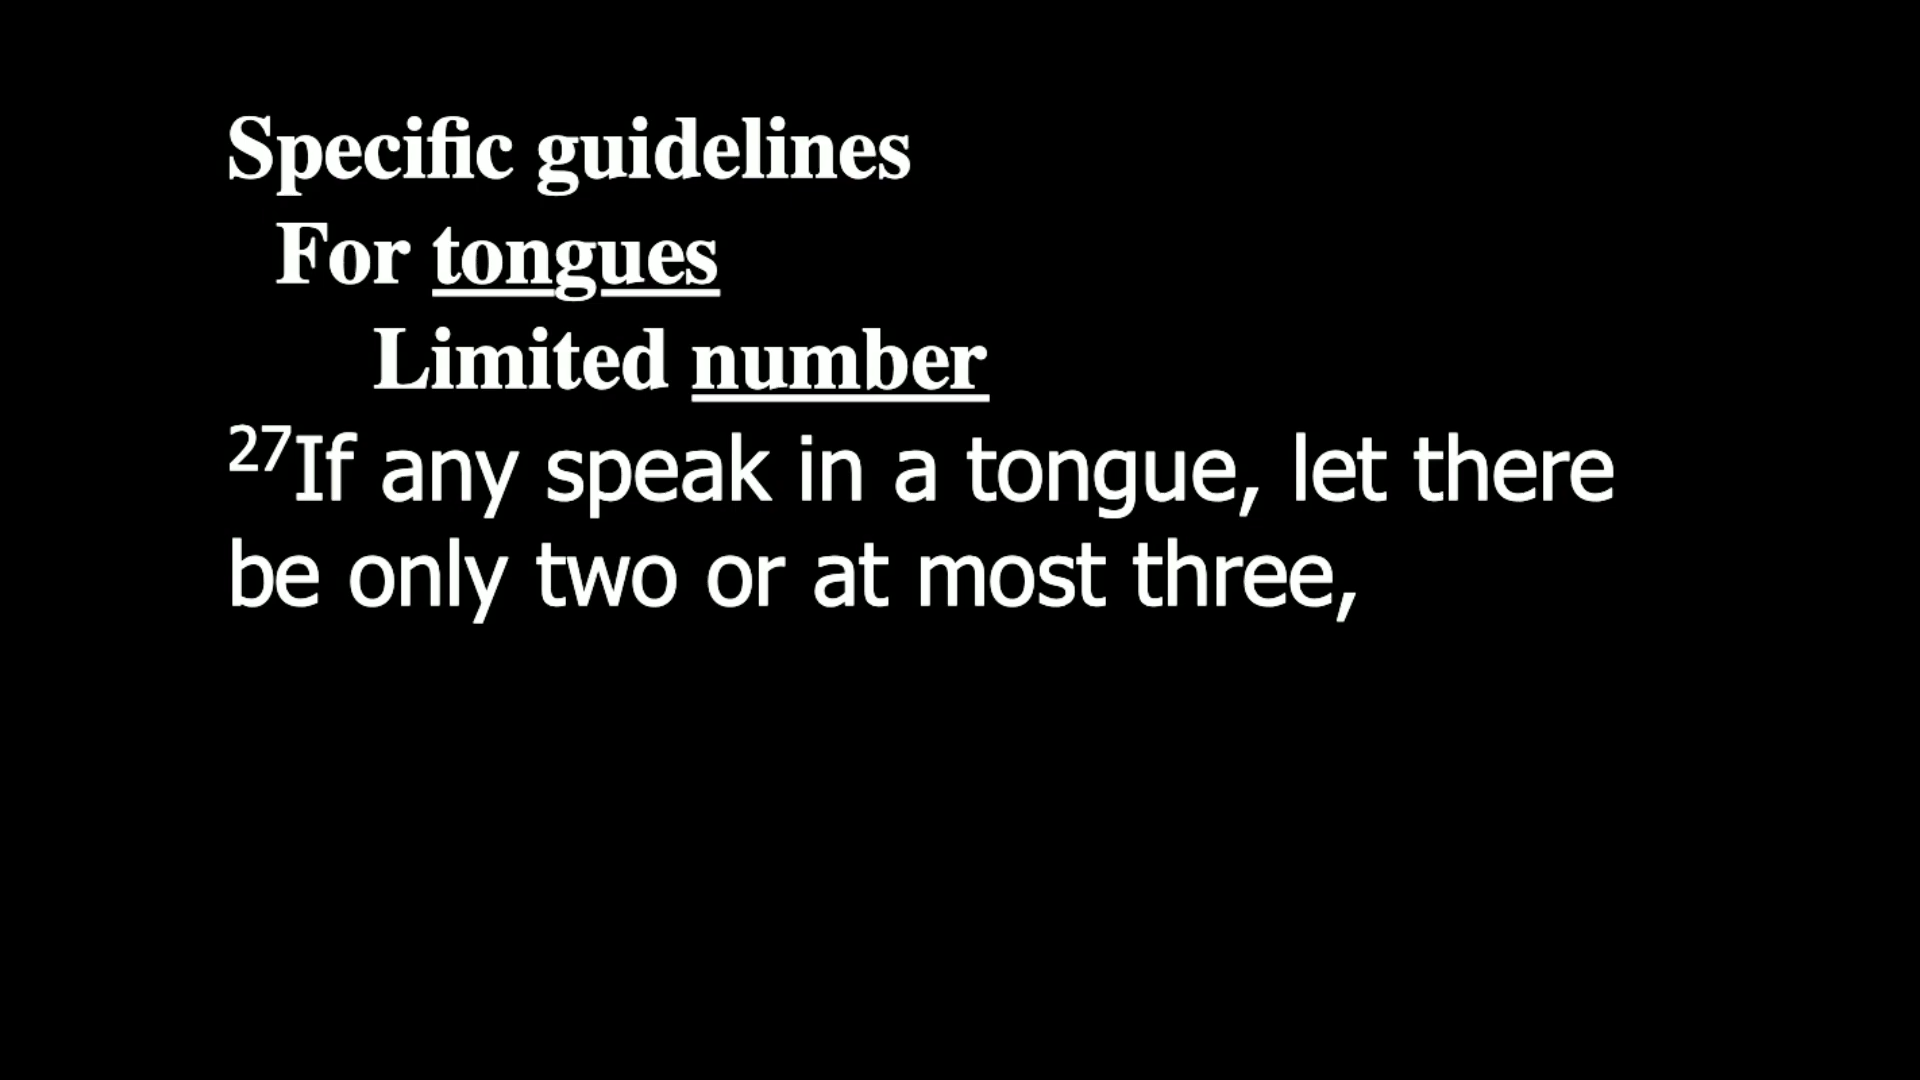 Specific guidelines
For tongues
Limited number
27If any speak in a tongue, let there
be only two or at most three,